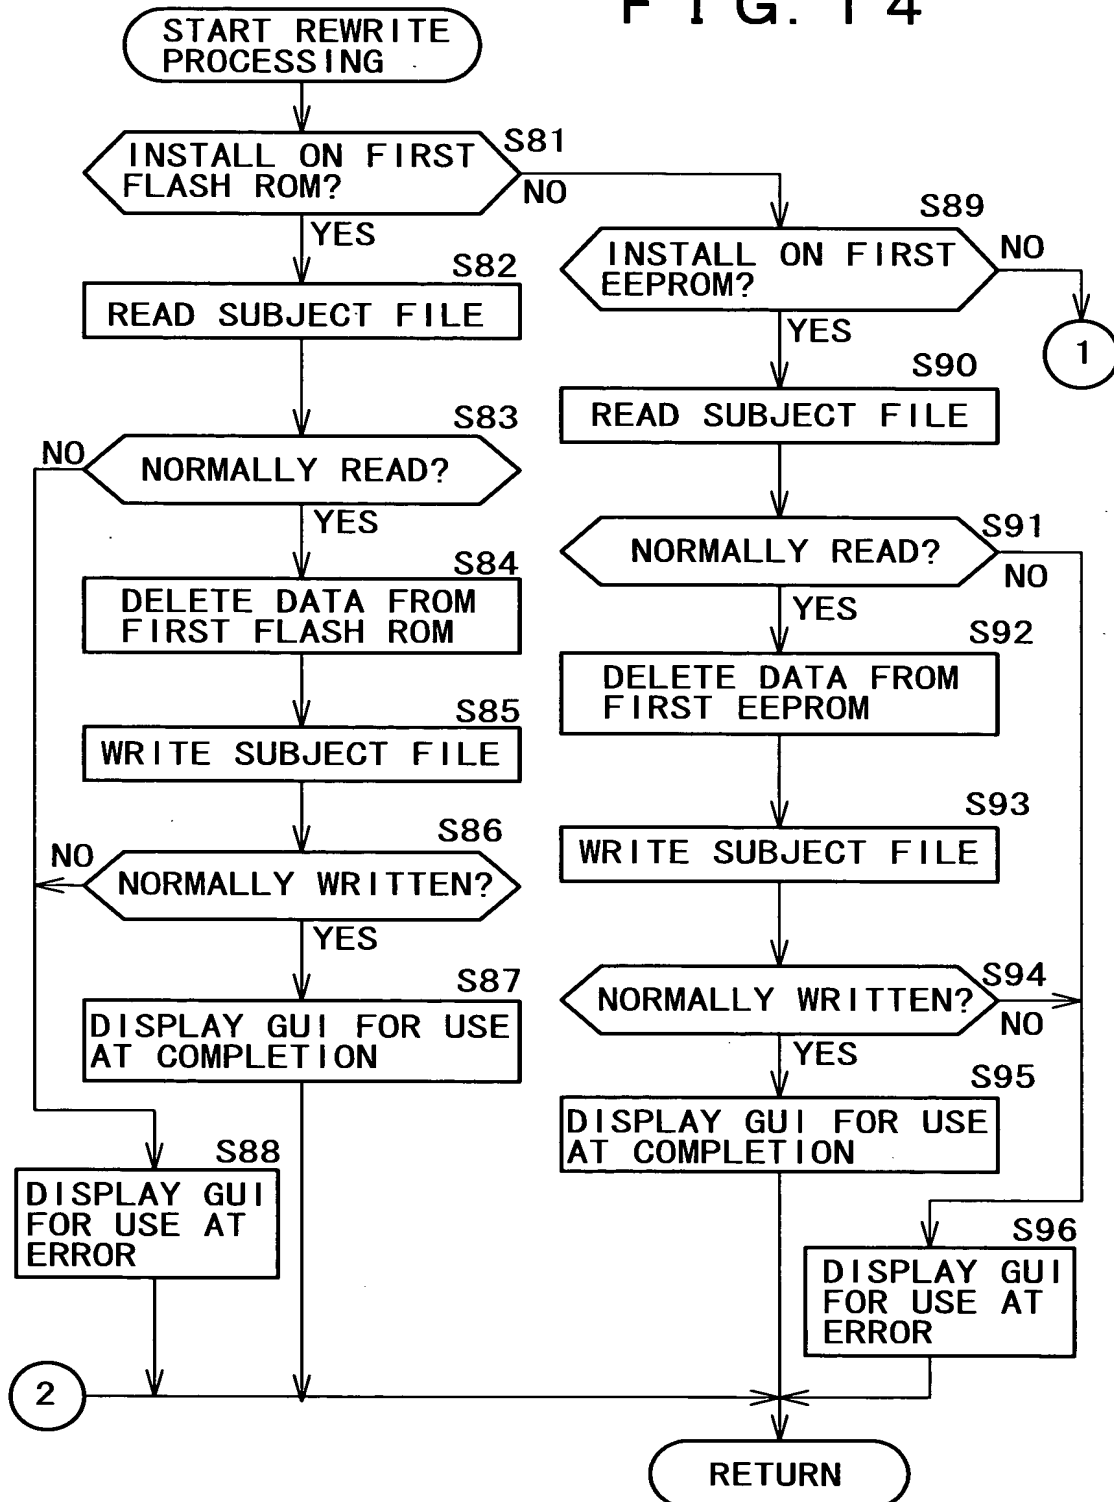 FIG. 14
START REWRITE
PROCESSING
S81
INSTALL ON FIRST
FLASH ROM?
NO
YES
S82
READ SUBJECT FILE
S83
NO
NORMALLY READ?
YES
S84
DELETE DATA FROM
FIRST FLASH ROM
S85
WRITE SUBJECT FILE
S86
NO
NORMALLY WRITTEN?
YES
S87
DISPLAY GUI FOR USE
AT COMPLETION
S88
DISPLAY GUI
FOR USE AT
ERROR
2
S89
INSTALL ON FIRST
EEPROM?
NO
1
YES
S90
READ SUBJECT FILE
S91
NORMALLY READ?
NO
YES
S92
DELETE DATA FROM
FIRST EEPROM
S93
WRITE SUBJECT FILE
S94
NORMALLY WRITTEN?
NO
YES
S95
DISPLAY GUI FOR USE
AT COMPLETION
S96
DISPLAY GUI
FOR USE AT
ERROR
RETURN